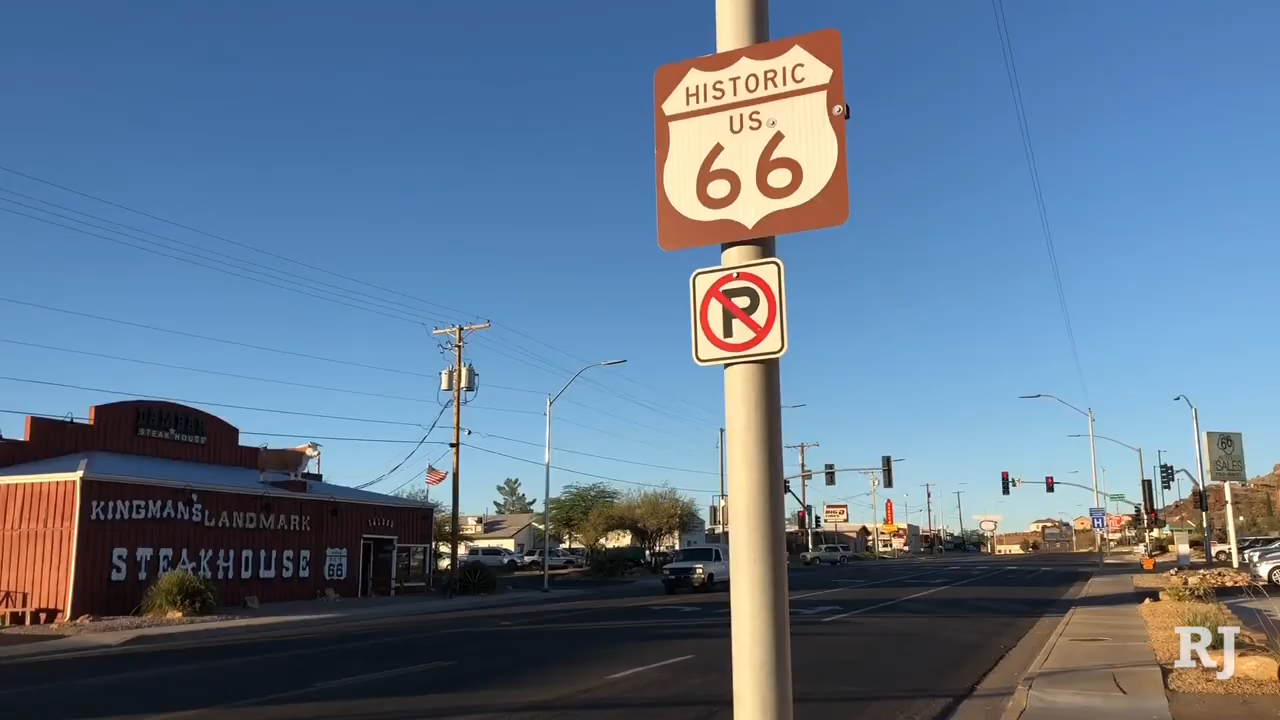 HISTORIC
US
66
P
DAMBAR
STEAK HOUSE
KINGMAN'S LANDMARK
STEAKHOUSE
66
66
SALES
H
RJ